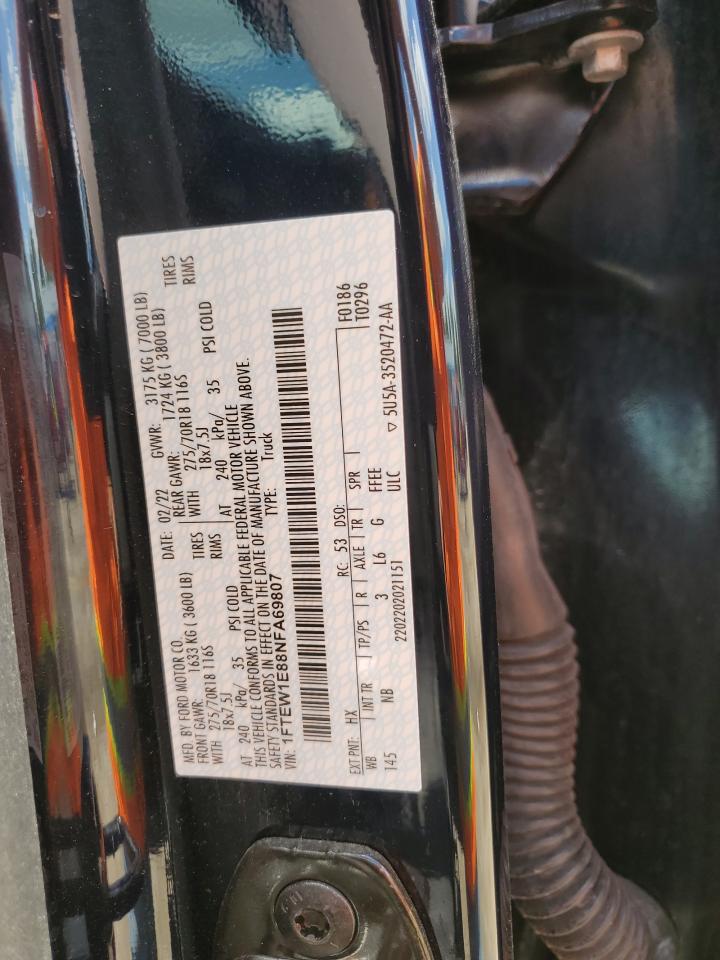 MFD. BY FORD MOTOR CO.
DATE: 02/22 GVWR: 3175 KG ( 7000 LB)
FRONT GAWR: 1633 KG ( 3600 LB) REAR GAWR: 1724 KG ( 3800 LB)
WITH 275/70R18 116S TIRES WITH 275/70R18 116S TIRES
18x7.5J RIMS 18x7.5J RIMS
AT 240 kPa/ 35 PSI COLD AT 240 kPa/ 35 PSI COLD
THIS VEHICLE CONFORMS TO ALL APPLICABLE FEDERAL MOTOR VEHICLE
SAFETY STANDARDS IN EFFECT ON THE DATE OF MANUFACTURE SHOWN ABOVE.
VIN: 1FTEW1E88NFA69807 TYPE: Truck
F0186
EXT PNT: HX RC: 53 DSO: T0296
WB INT TR TP/PS R AXLE TR SPR
145 NB 3 L6 G FFEE
2202202021151 ULC ▽ 5U5A-3520472-AA